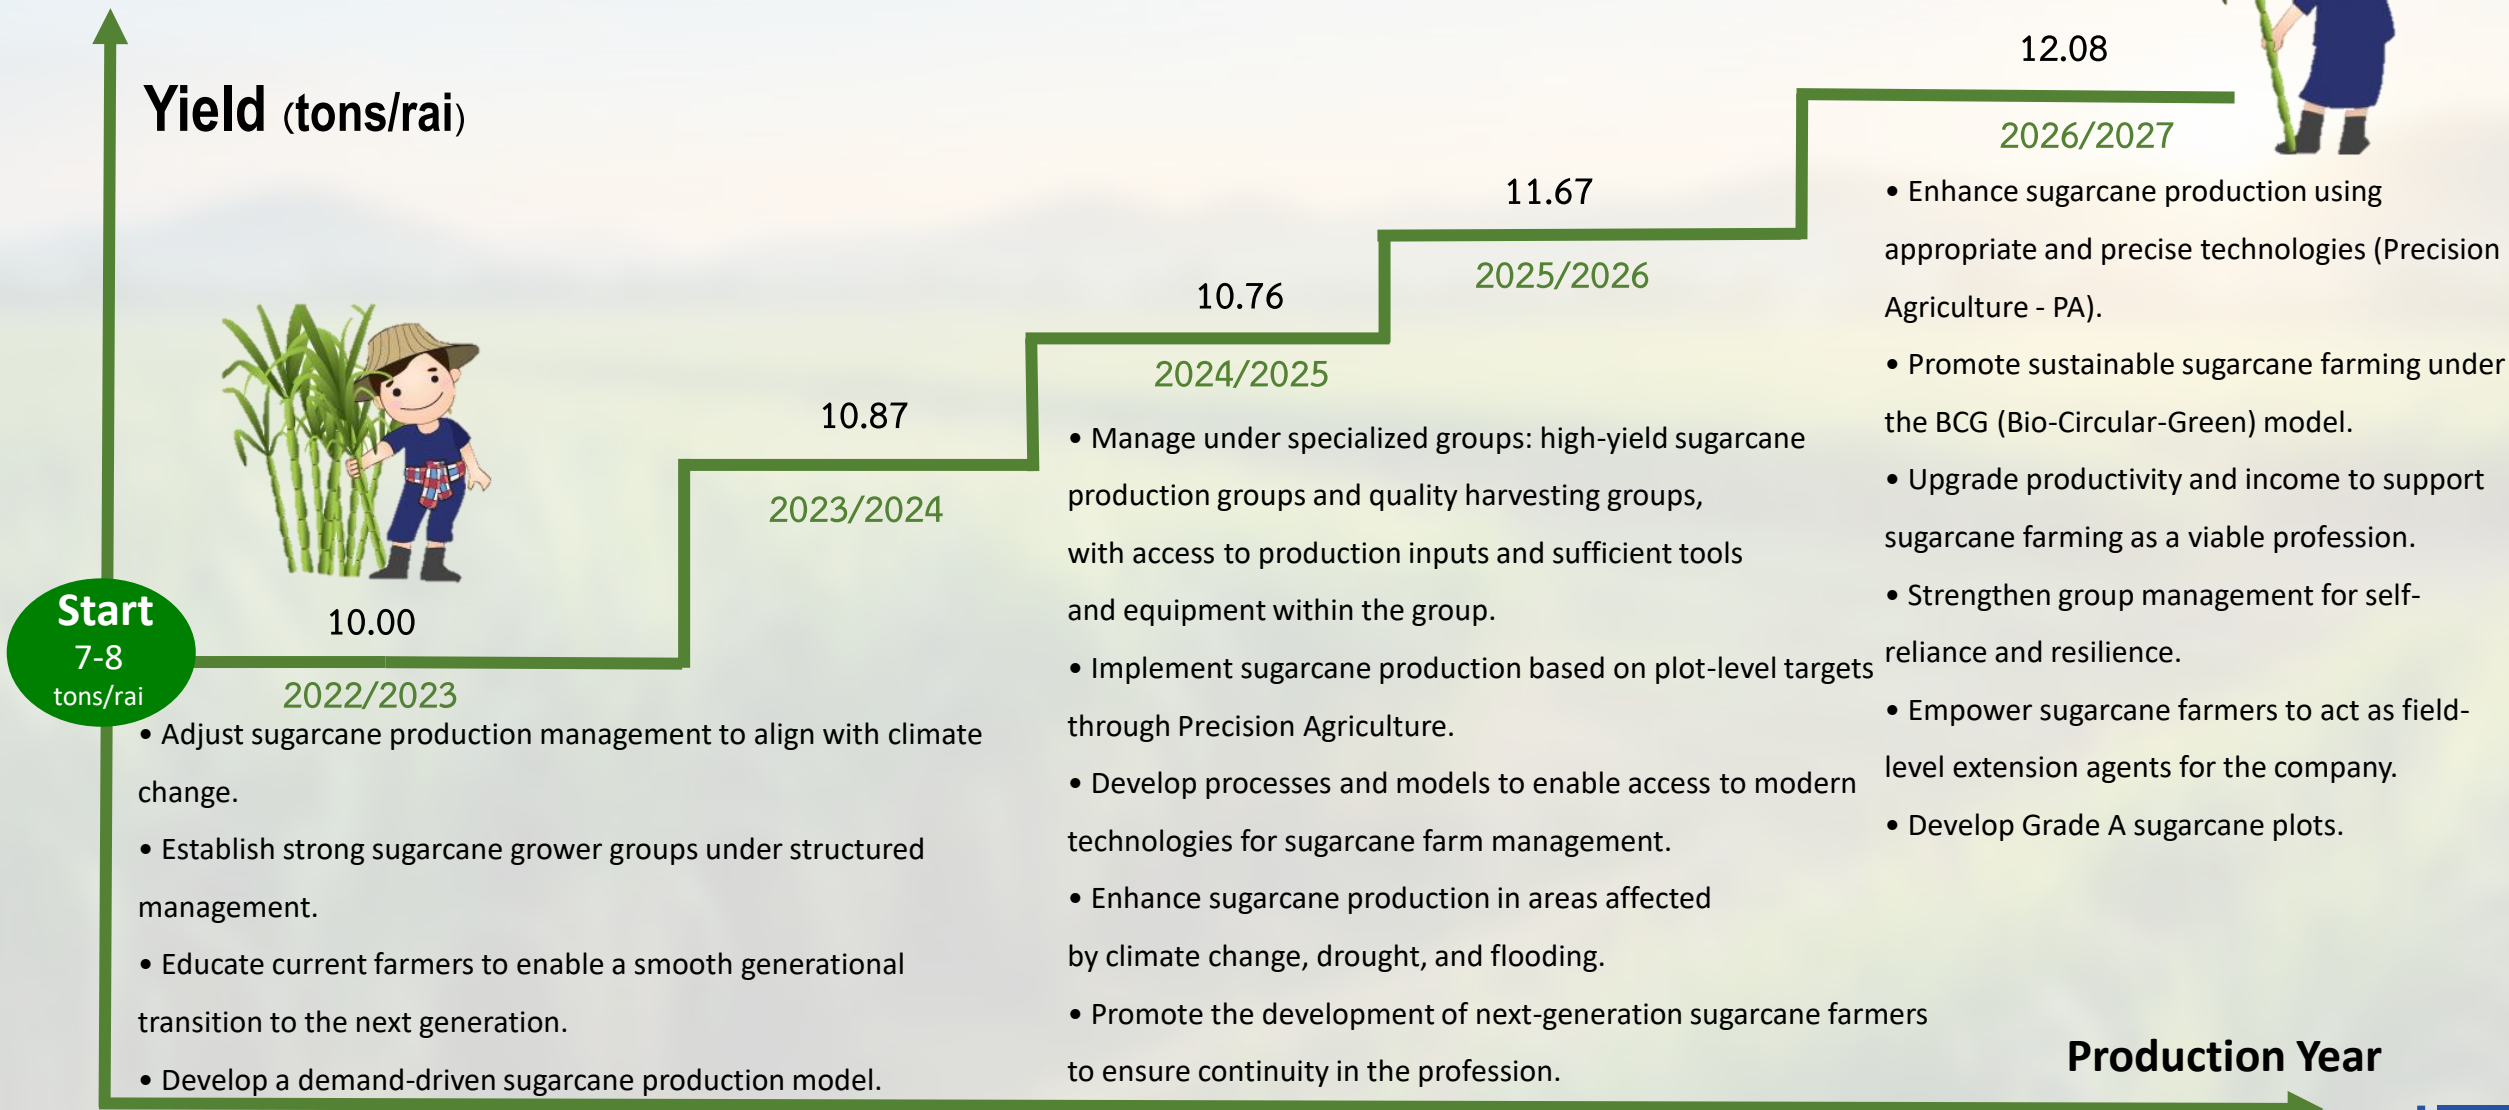 Yield (tons/rai)
Start
7-8
tons/rai
10.00
2022/2023
• Adjust sugarcane production management to align with climate
change.
• Establish strong sugarcane grower groups under structured
management.
• Educate current farmers to enable a smooth generational
transition to the next generation.
• Develop a demand-driven sugarcane production model.
10.87
2023/2024
10.76
2024/2025
• Manage under specialized groups: high-yield sugarcane
production groups and quality harvesting groups,
with access to production inputs and sufficient tools
and equipment within the group.
• Implement sugarcane production based on plot-level targets
through Precision Agriculture.
• Develop processes and models to enable access to modern
technologies for sugarcane farm management.
• Enhance sugarcane production in areas affected
by climate change, drought, and flooding.
• Promote the development of next-generation sugarcane farmers
to ensure continuity in the profession.
11.67
2025/2026
12.08
2026/2027
• Enhance sugarcane production using
appropriate and precise technologies (Precision
Agriculture - PA).
• Promote sustainable sugarcane farming under
the BCG (Bio-Circular-Green) model.
• Upgrade productivity and income to support
sugarcane farming as a viable profession.
• Strengthen group management for self-
reliance and resilience.
• Empower sugarcane farmers to act as field-
level extension agents for the company.
• Develop Grade A sugarcane plots.
Production Year